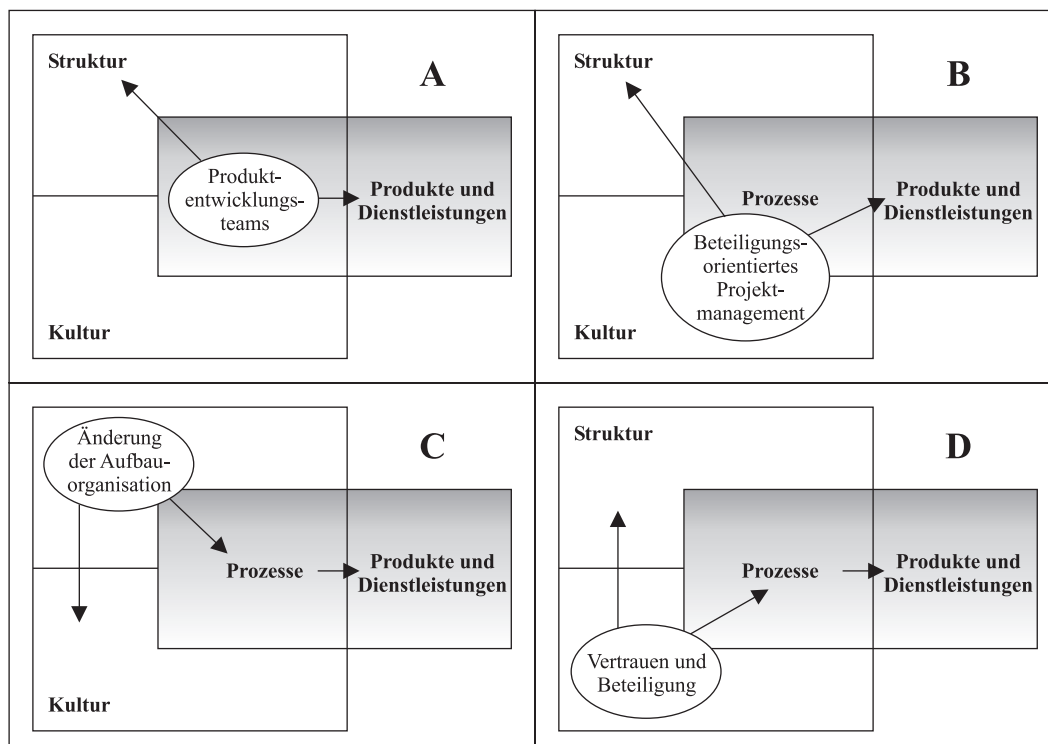 Struktur
A
Produkt-
entwicklungs-
teams
Produkte und
Dienstleistungen
Kultur
Struktur
B
Prozesse
Produkte und
Dienstleistungen
Beteiligungs-
orientiertes
Projekt-
management
Kultur
Änderung
der Aufbau-
organisation
C
Prozesse
Produkte und
Dienstleistungen
Kultur
Struktur
D
Prozesse
Produkte und
Dienstleistungen
Vertrauen und
Beteiligung